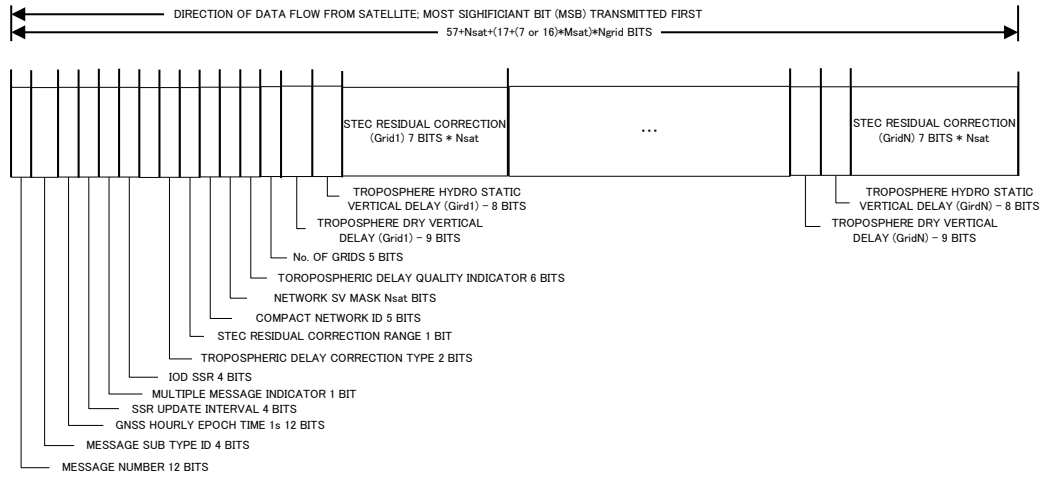 DIRECTION OF DATA FLOW FROM SATELLITE; MOST SIGHIFICIANT BIT (MSB) TRANSMITTED FIRST
57+Nsat+(17+(7 or 16)*Msat)*Ngrid BITS
STEC RESIDUAL CORRECTION
(Grid1) 7 BITS * Nsat
...
STEC RESIDUAL CORRECTION
(GridN) 7 BITS * Nsat
TROPOSPHERE HYDRO STATIC
VERTICAL DELAY (Gird1) - 8 BITS
TROPOSPHERE DRY VERTICAL
DELAY (Grid1) - 9 BITS
TROPOSPHERE HYDRO STATIC
VERTICAL DELAY (GirdN) - 8 BITS
TROPOSPHERE DRY VERTICAL
DELAY (GridN) - 9 BITS
No. OF GRIDS 5 BITS
TOROPOSPHERIC DELAY QUALITY INDICATOR 6 BITS
NETWORK SV MASK Nsat BITS
COMPACT NETWORK ID 5 BITS
STEC RESIDUAL CORRECTION RANGE 1 BIT
TROPOSPHERIC DELAY CORRECTION TYPE 2 BITS
IOD SSR 4 BITS
MULTIPLE MESSAGE INDICATOR 1 BIT
SSR UPDATE INTERVAL 4 BITS
GNSS HOURLY EPOCH TIME 1s 12 BITS
MESSAGE SUB TYPE ID 4 BITS
MESSAGE NUMBER 12 BITS